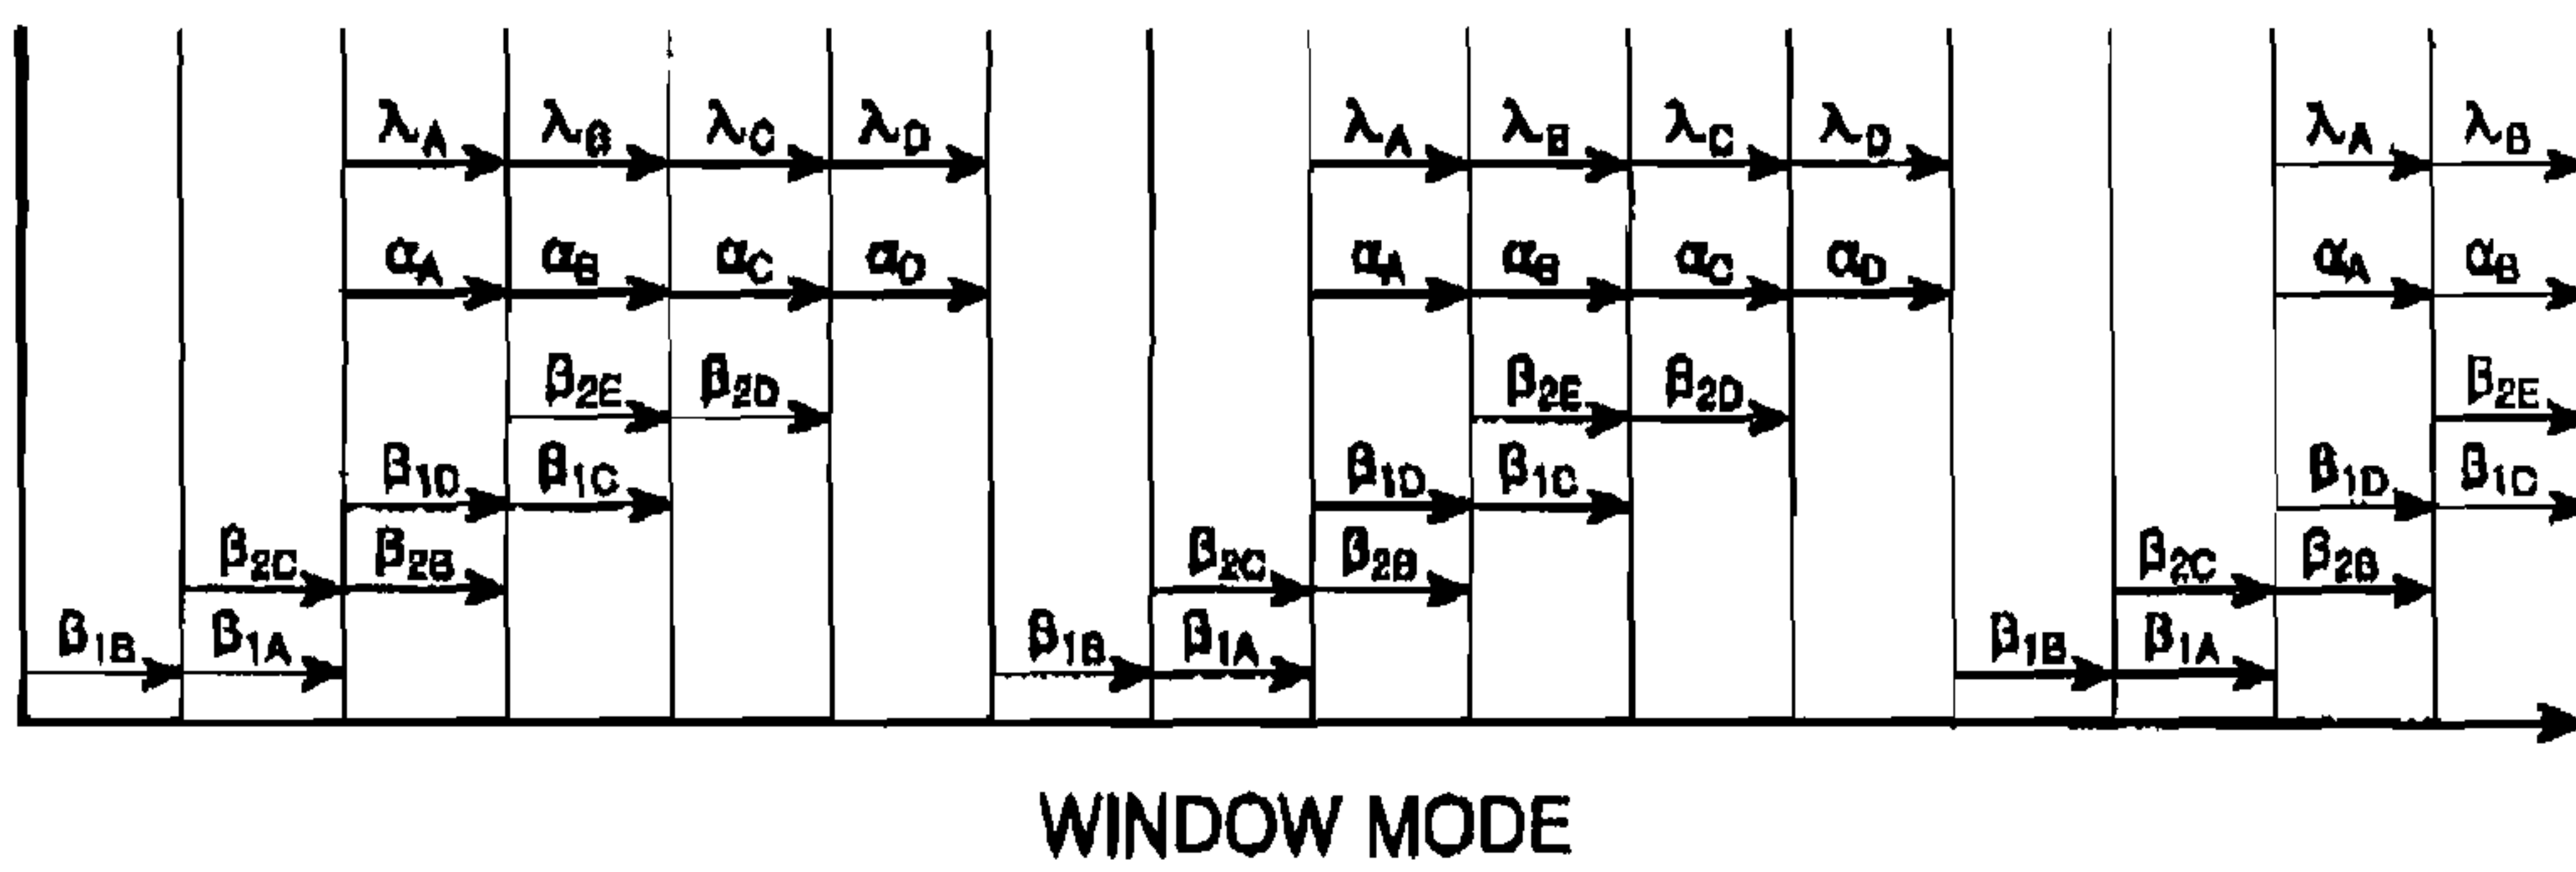 λA λB λC λD λA λB λC λD λA λB
αA αB αC αD αA αB αC αD αA αB
β2E β2D β2E β2D β2E
β1D β1C β1D β1C β1D β1C
β2C β2B β2C β2B β2C β2B
β1B β1A β1B β1A β1B β1A
WINDOW MODE